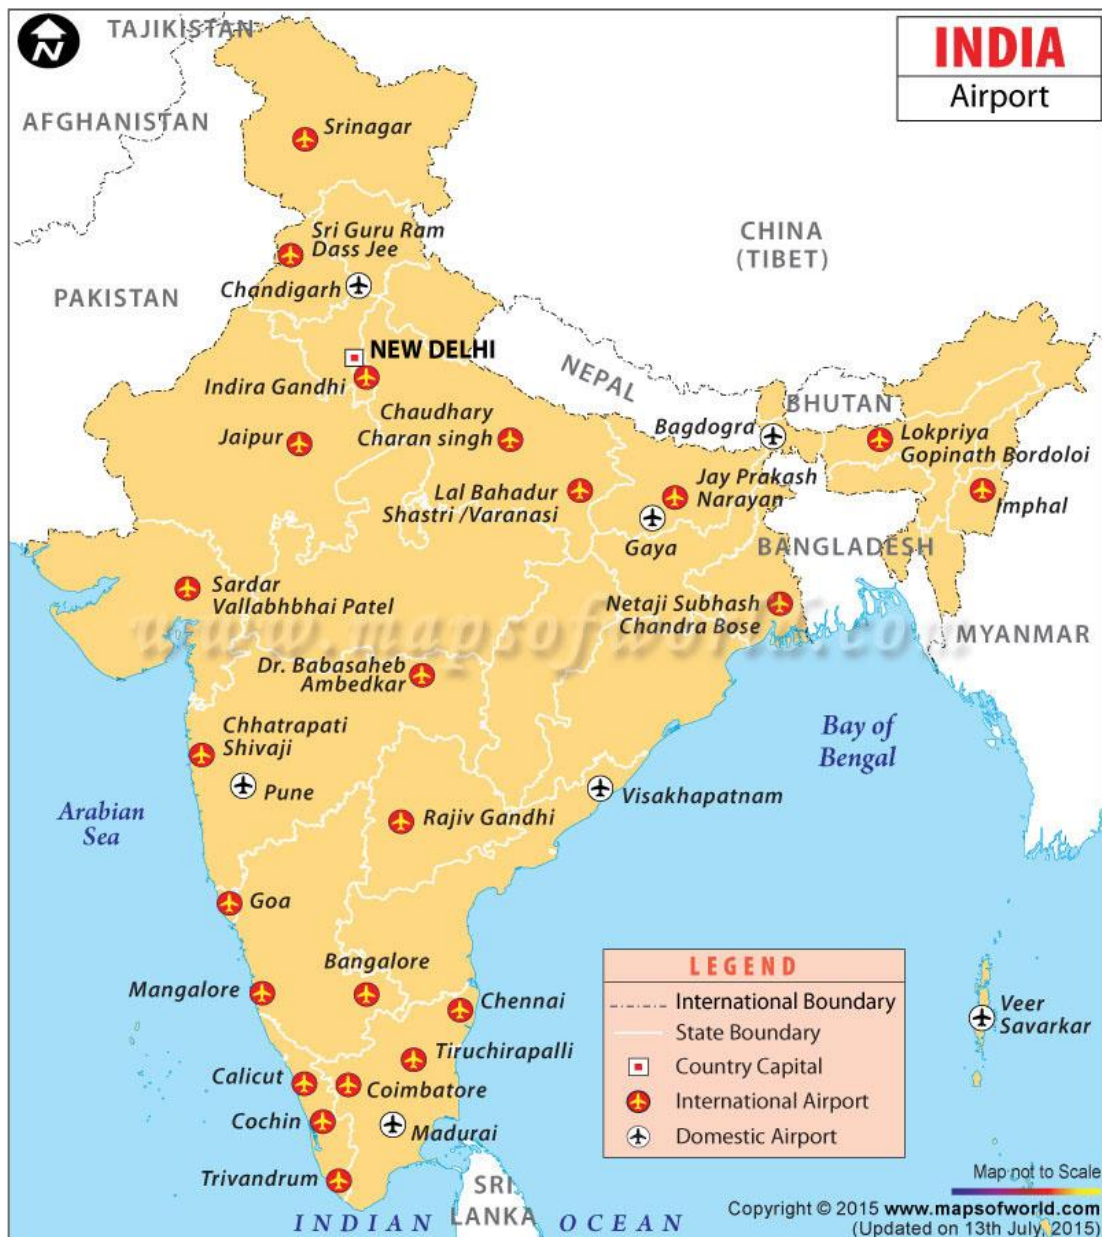 TAJIKISTAN
N
INDIA
Airport
AFGHANISTAN
Srinagar
CHINA
(TIBET)
Sri Guru Ram
Dass Jee
Chandigarh
PAKISTAN
NEW DELHI
Indira Gandhi
NEPAL
BHUTAN
Chaudhary
Charan singh
Jaipur
Bagdogra
Lokpriya
Gopinath Bordoloi
Lal Bahadur
Shastri /Varanasi
Jay Prakash
Narayan
Imphal
Gaya
BANGLADESH
Sardar
Vallabhbhai Patel
Netaji Subhash
Chandra Bose
www.mapsofworld.com
MYANMAR
Dr. Babasaheb
Ambedkar
Chhatrapati
Shivaji
Bay of
Bengal
Pune
Visakhapatnam
Arabian
Sea
Rajiv Gandhi
Goa
Bangalore
Mangalore
Chennai
Tiruchirapalli
Calicut
Coimbatore
Cochin
Madurai
Trivandrum
LEGEND
International Boundary
State Boundary
Country Capital
International Airport
Domestic Airport
Veer
Savarkar
SRI
LANKA
INDIAN OCEAN
Map not to Scale
Copyright © 2015 www.mapsofworld.com
(Updated on 13th July, 2015)